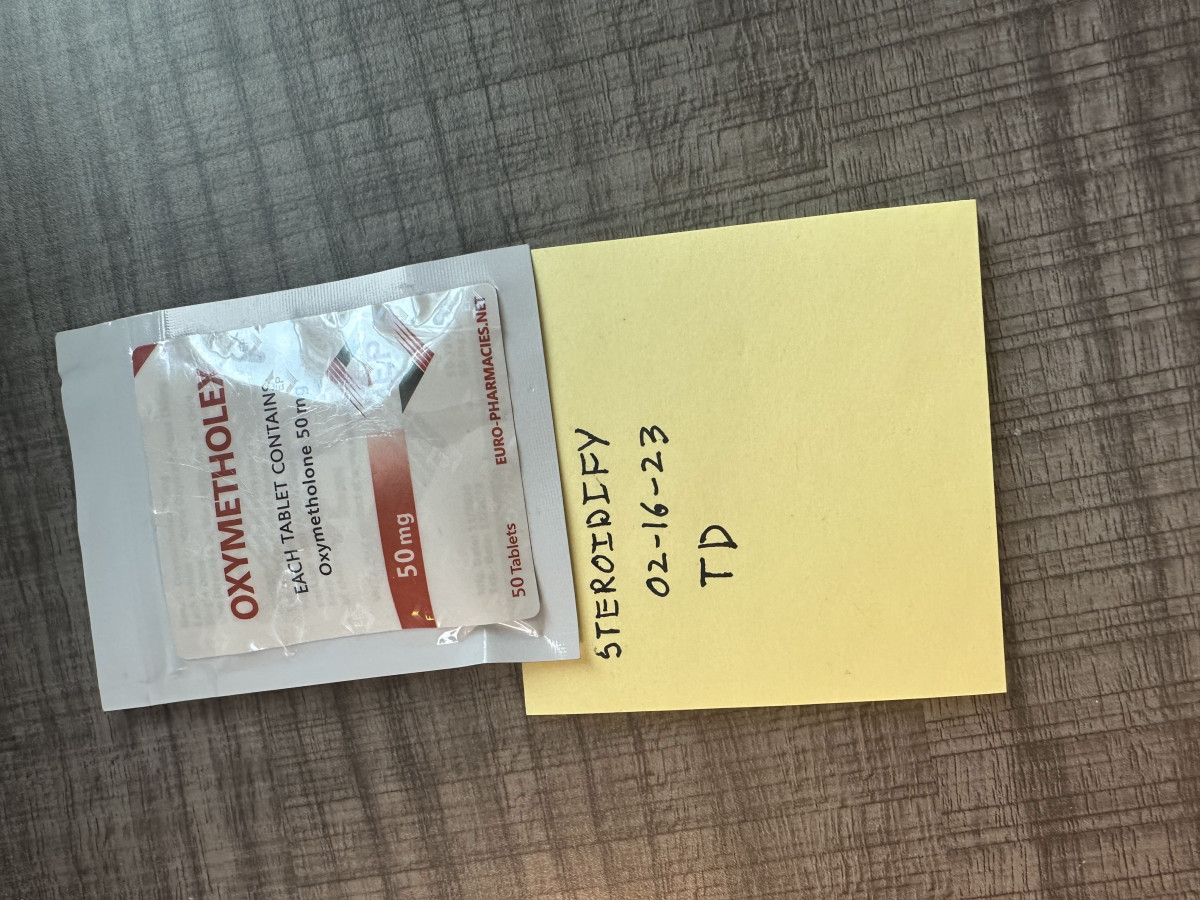 OXYMETHOLEX
EACH TABLET CONTAINS
Oxymetholone 50 mg
EP
50 mg
50 Tablets
EURO-PHARMACIES.NET
STEROIDIFY
02-16-23
TD